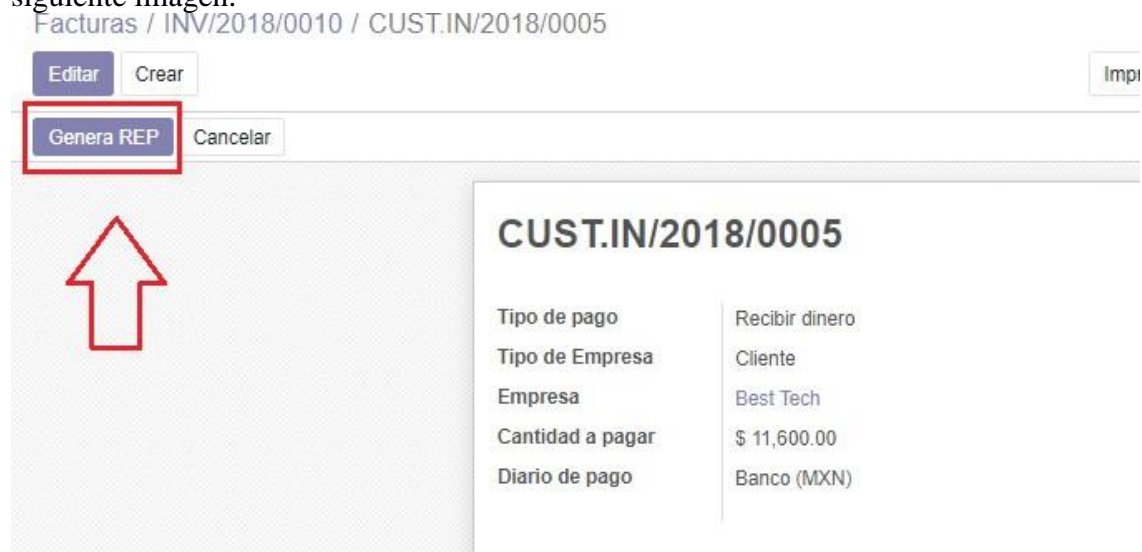 siguiente imagen:
Facturas / INV/2018/0010 / CUST.IN/2018/0005
Editar Crear
Genera REP Cancelar
CUST.IN/2018/0005
Tipo de pago Recibir dinero
Tipo de Empresa Cliente
Empresa Best Tech
Cantidad a pagar $ 11,600.00
Diario de pago Banco (MXN)